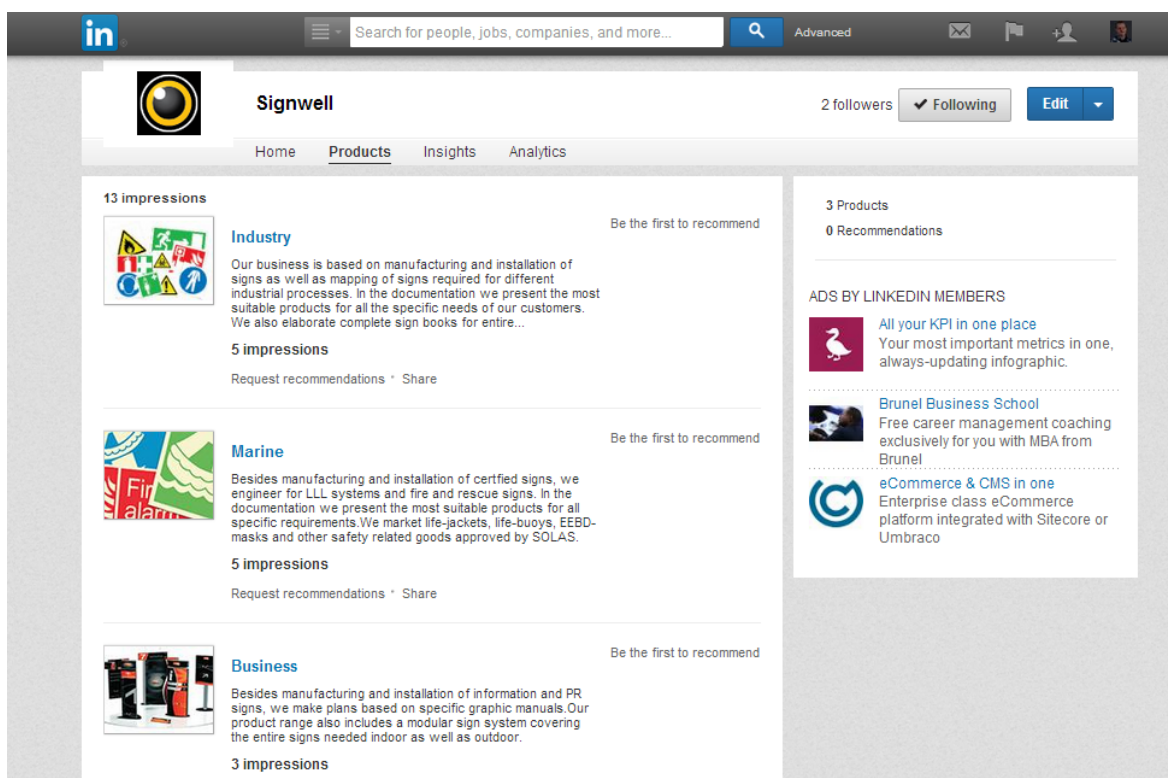 in
Search for people, jobs, companies, and more...
Advanced
Signwell
2 followers
Following
Edit
Home
Products
Insights
Analytics
13 impressions
Industry
Be the first to recommend
Our business is based on manufacturing and installation of
signs as well as mapping of signs required for different
industrial processes. In the documentation we present the most
suitable products for all the specific needs of our customers.
We also elaborate complete sign books for entire...
5 impressions
Request recommendations • Share
Marine
Be the first to recommend
Fir
alarm
Besides manufacturing and installation of certfied signs, we
engineer for LLL systems and fire and rescue signs. In the
documentation we present the most suitable products for all
specific requirements.We market life-jackets, life-buoys, EEBD-
masks and other safety related goods approved by SOLAS.
5 impressions
Request recommendations • Share
Business
Be the first to recommend
Besides manufacturing and installation of information and PR
signs, we make plans based on specific graphic manuals.Our
product range also includes a modular sign system covering
the entire signs needed indoor as well as outdoor.
3 impressions
3 Products
0 Recommendations
ADS BY LINKEDIN MEMBERS
All your KPI in one place
Your most important metrics in one,
always-updating infographic.
Brunel Business School
Free career management coaching
exclusively for you with MBA from
Brunel
eCommerce & CMS in one
Enterprise class eCommerce
platform integrated with Sitecore or
Umbraco